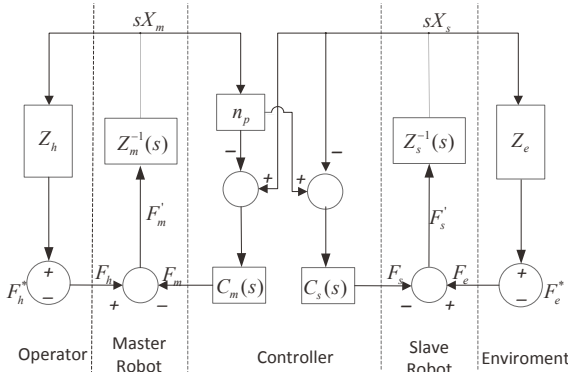 sX_m
sX_s
Z_h
Z_m^{-1}(s)
n_p
Z_s^{-1}(s)
Z_e
−
−
+
+
F_m^'
F_s^'
+
−
F_h^*
F_h
F_m
+
−
C_m(s)
C_s(s)
F_s
F_e
−
+
+
−
F_e^*
Operator
Master
Robot
Controller
Slave
Robot
Enviroment